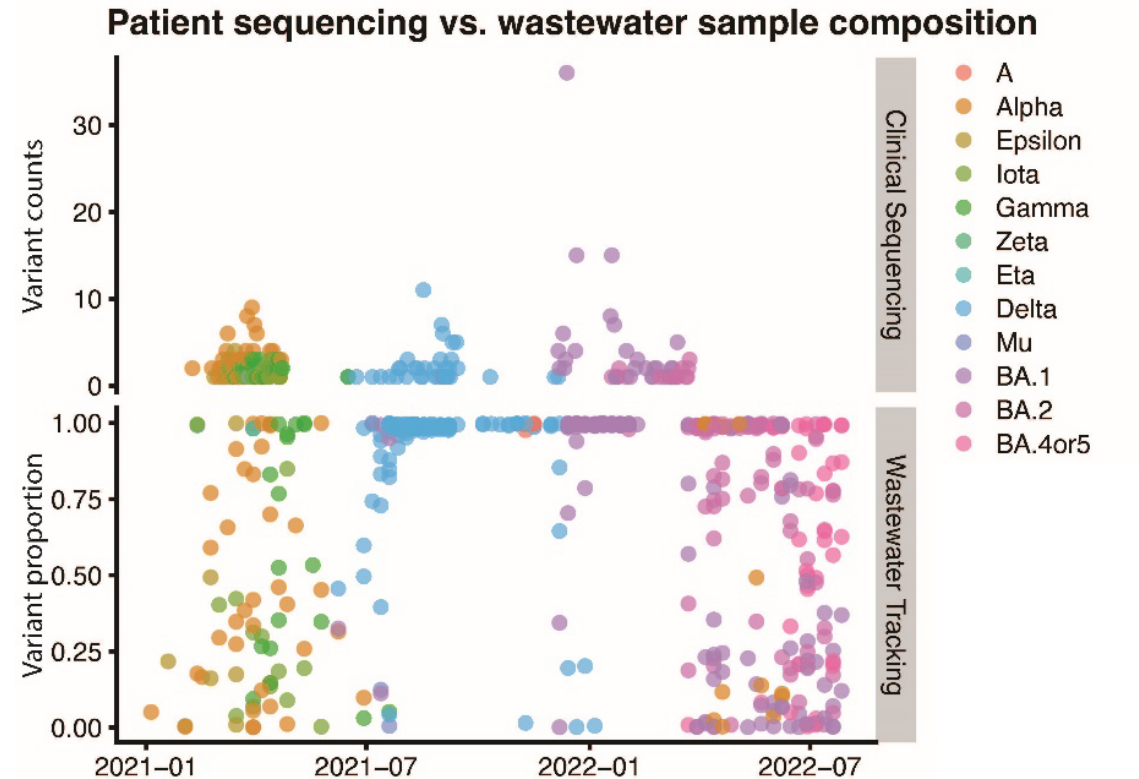 Patient sequencing vs. wastewater sample composition
Variant counts
30
20
10
0
Clinical Sequencing
Variant proportion
1.00
0.75
0.50
0.25
0.00
Wastewater Tracking
2021-01
2021-07
2022-01
2022-07
A
Alpha
Epsilon
Iota
Gamma
Zeta
Eta
Delta
Mu
BA.1
BA.2
BA.4or5